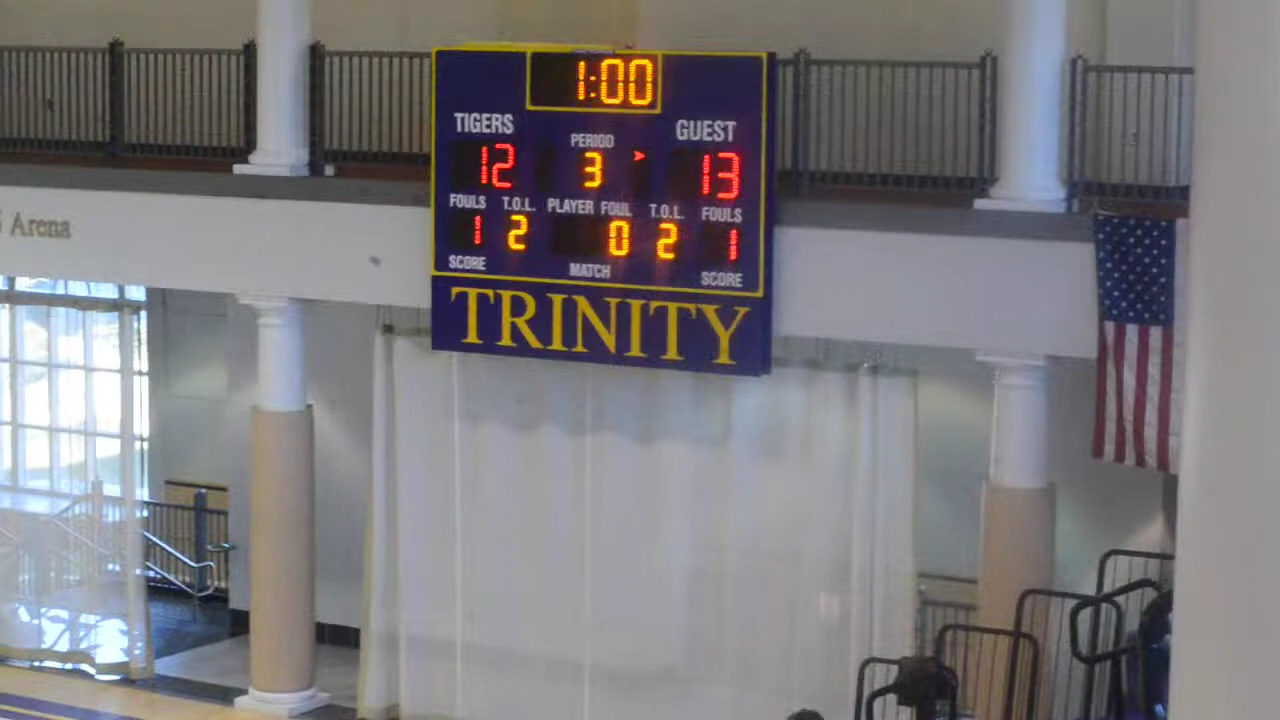 1:00
TIGERS PERIOD GUEST
12 3 13
FOULS T.O.L. PLAYER FOUL T.O.L. FOULS
1 2 0 2 1
SCORE MATCH SCORE
TRINITY
Arena